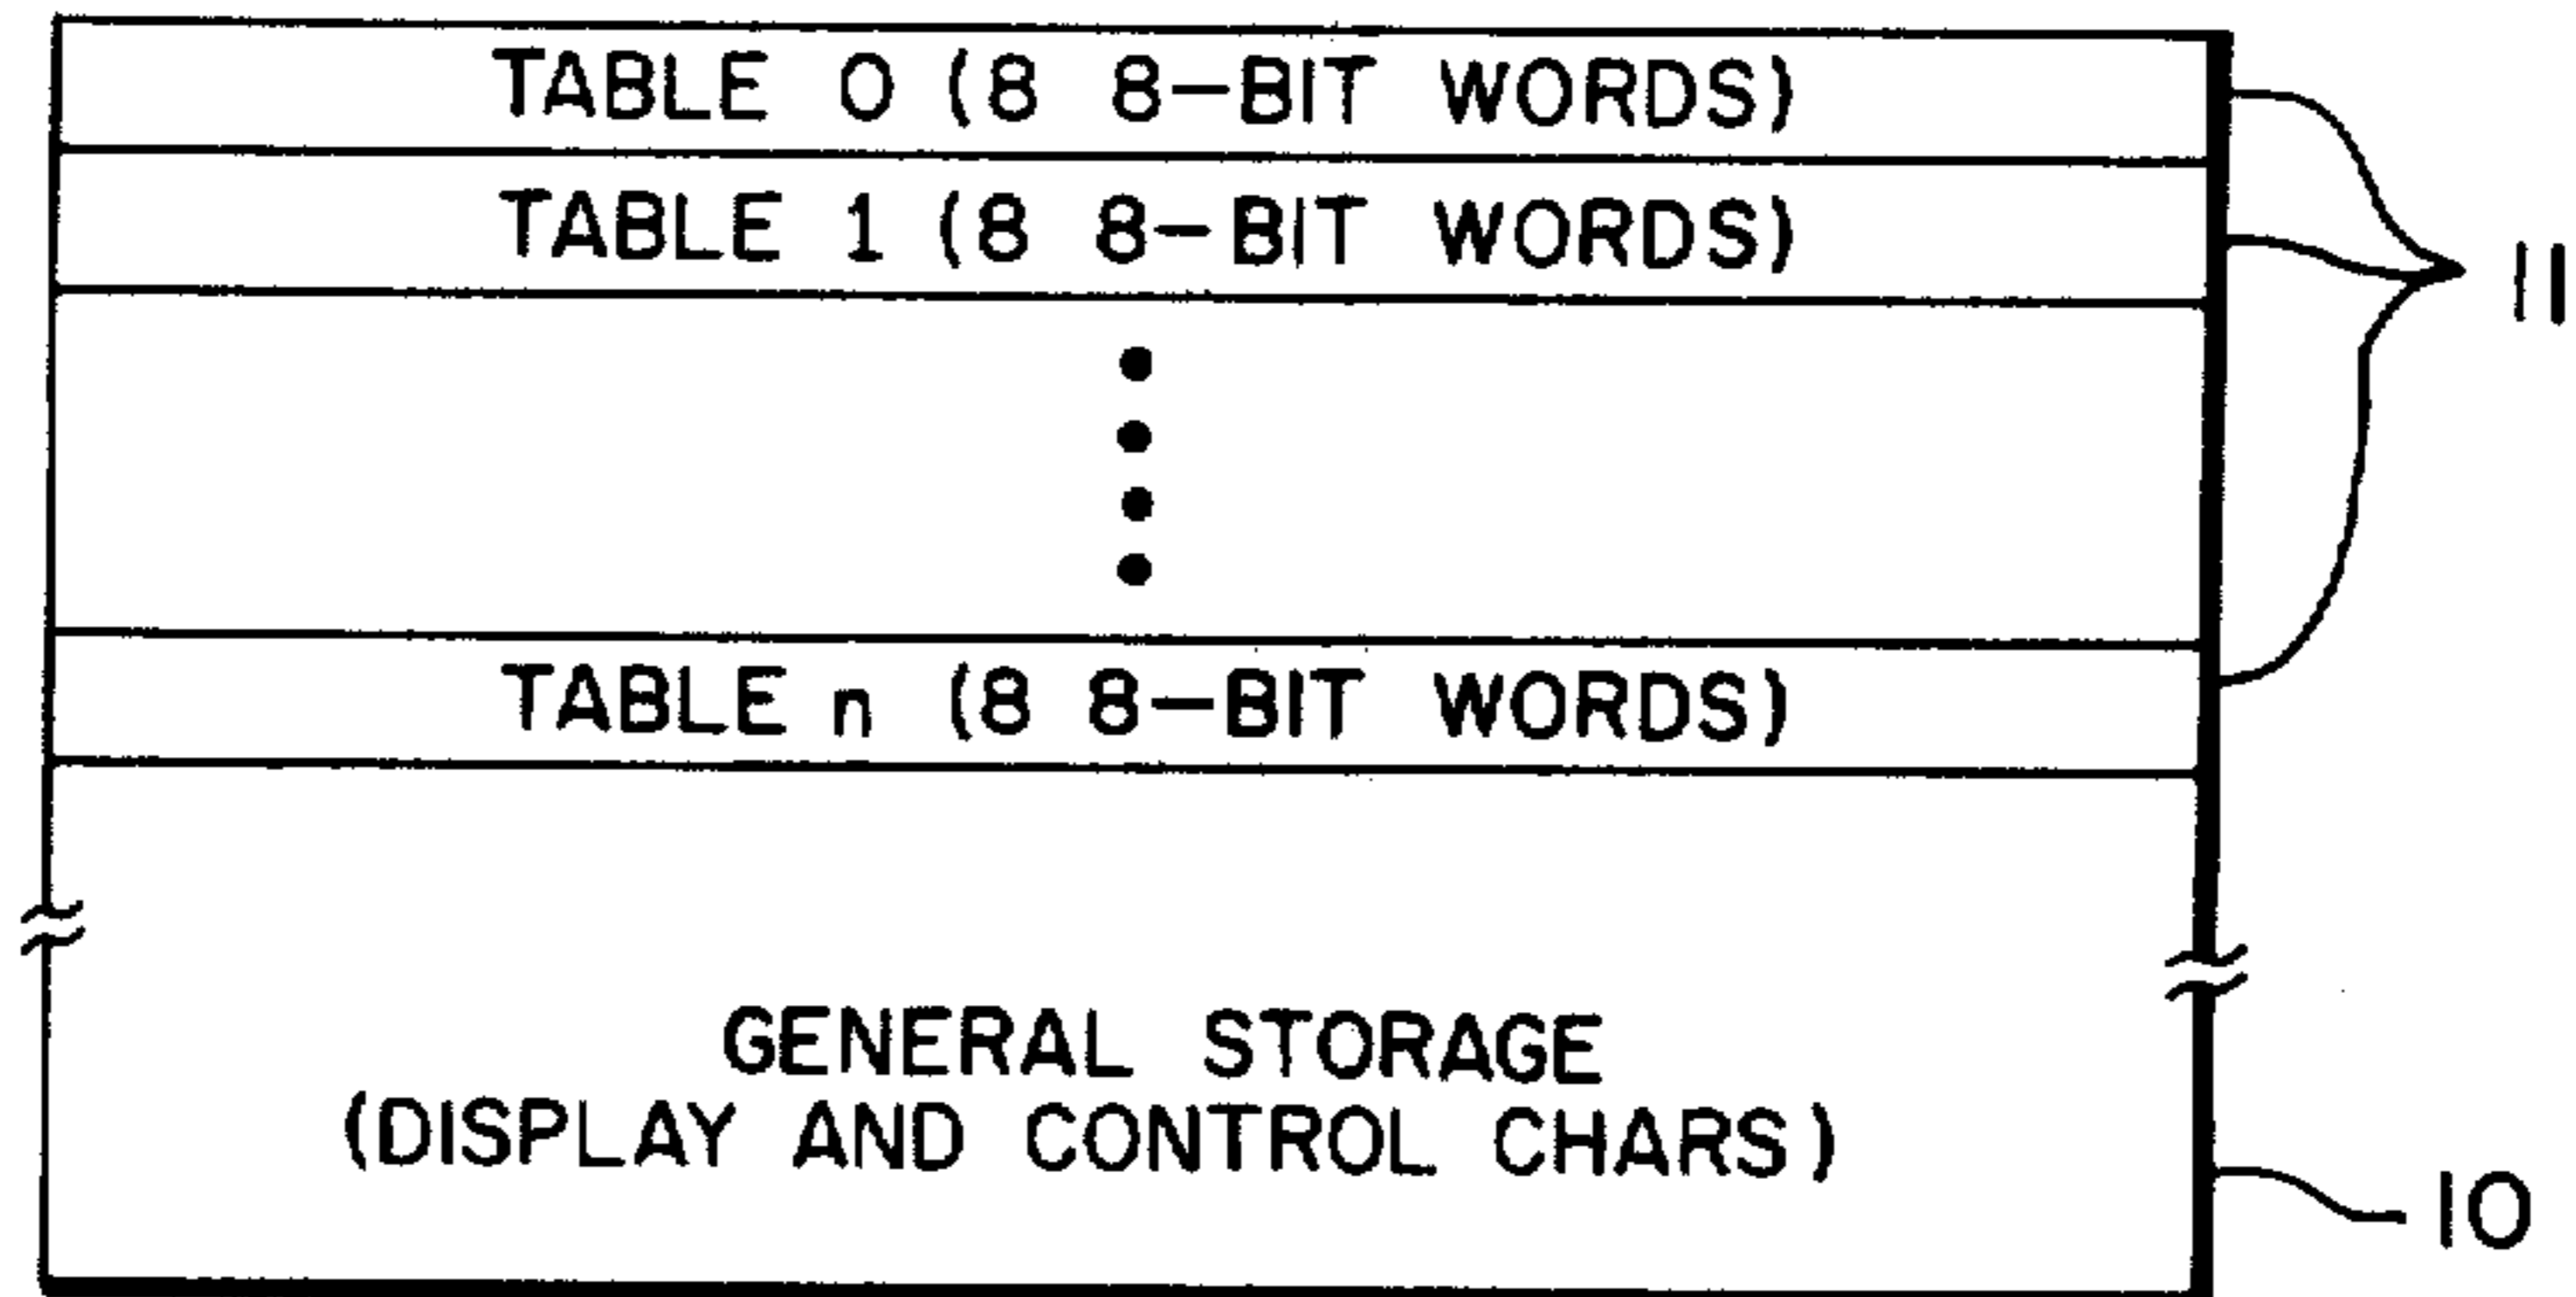 TABLE 0 (8 8-BIT WORDS)
TABLE 1 (8 8-BIT WORDS)
11
TABLE n (8 8-BIT WORDS)
GENERAL STORAGE
(DISPLAY AND CONTROL CHARS)
10